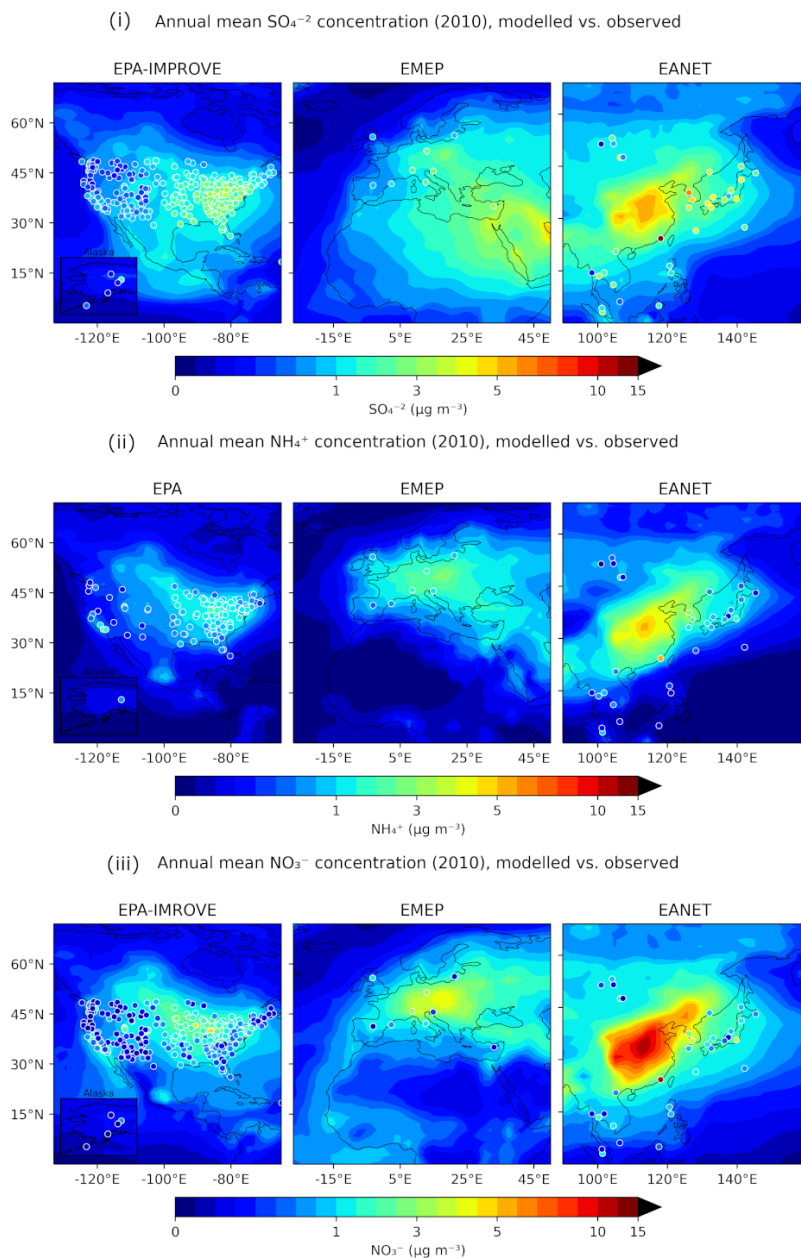 (i) Annual mean SO₄⁻² concentration (2010), modelled vs. observed
EPA-IMPROVE EMEP EANET
60°N
45°N
30°N
15°N
Alaska
-120°E -100°E -80°E -15°E 5°E 25°E 45°E 100°E 120°E 140°E
0 1 3 5 10 15
SO₄⁻² (μg m⁻³)
(ii) Annual mean NH₄⁺ concentration (2010), modelled vs. observed
EPA EMEP EANET
60°N
45°N
30°N
15°N
Alaska
-120°E -100°E -80°E -15°E 5°E 25°E 45°E 100°E 120°E 140°E
0 1 3 5 10 15
NH₄⁺ (μg m⁻³)
(iii) Annual mean NO₃⁻ concentration (2010), modelled vs. observed
EPA-IMROVE EMEP EANET
60°N
45°N
30°N
15°N
Alaska
-120°E -100°E -80°E -15°E 5°E 25°E 45°E 100°E 120°E 140°E
0 1 3 5 10 15
NO₃⁻ (μg m⁻³)